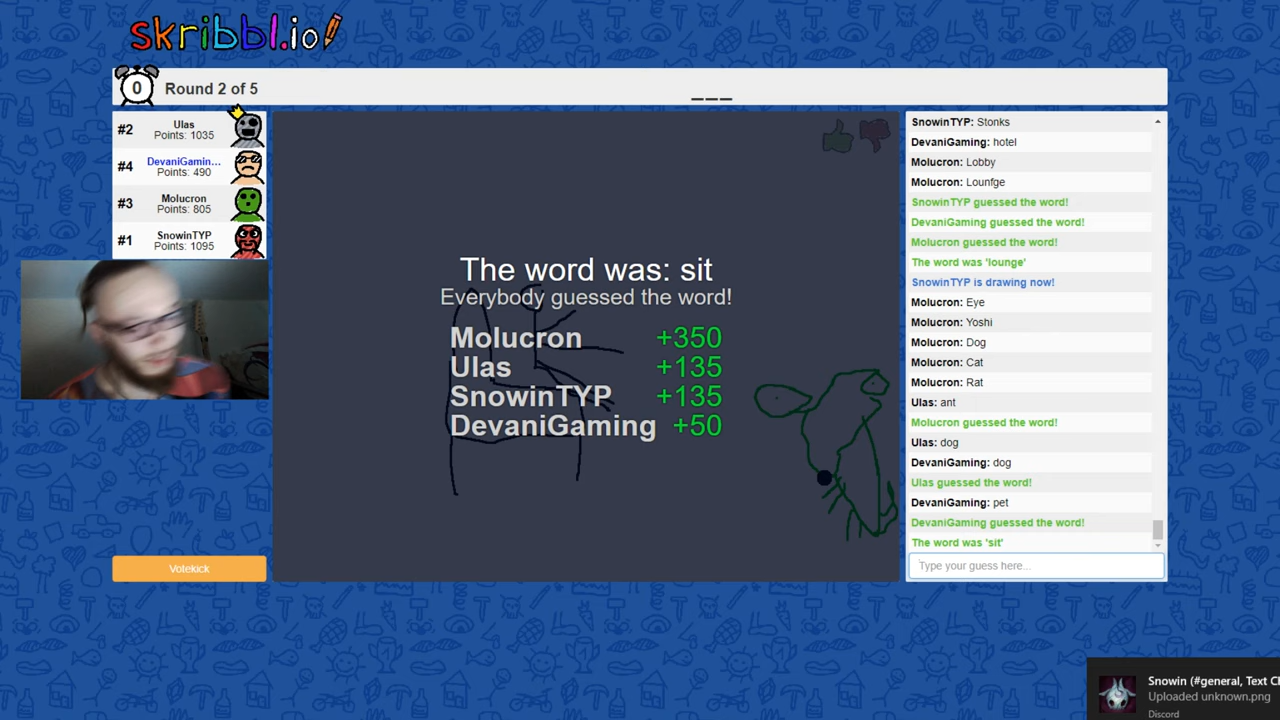 skribbl.io
0
Round 2 of 5
___
#2
Ulas
Points: 1035
#4
DevaniGamin...
Points: 490
#3
Molucron
Points: 805
#1
SnowinTYP
Points: 1095
Votekick
The word was: sit
Everybody guessed the word!
Molucron +350
Ulas +135
SnowinTYP +135
DevaniGaming +50
SnowinTYP: Stonks
DevaniGaming: hotel
Molucron: Lobby
Molucron: Lounfge
SnowinTYP guessed the word!
DevaniGaming guessed the word!
Molucron guessed the word!
The word was 'lounge'
SnowinTYP is drawing now!
Molucron: Eye
Molucron: Yoshi
Molucron: Dog
Molucron: Cat
Molucron: Rat
Ulas: ant
Molucron guessed the word!
Ulas: dog
DevaniGaming: dog
Ulas guessed the word!
DevaniGaming: pet
DevaniGaming guessed the word!
The word was 'sit'
Type your guess here...
Snowin (#general, Text Cl
Uploaded unknown.png
Discord